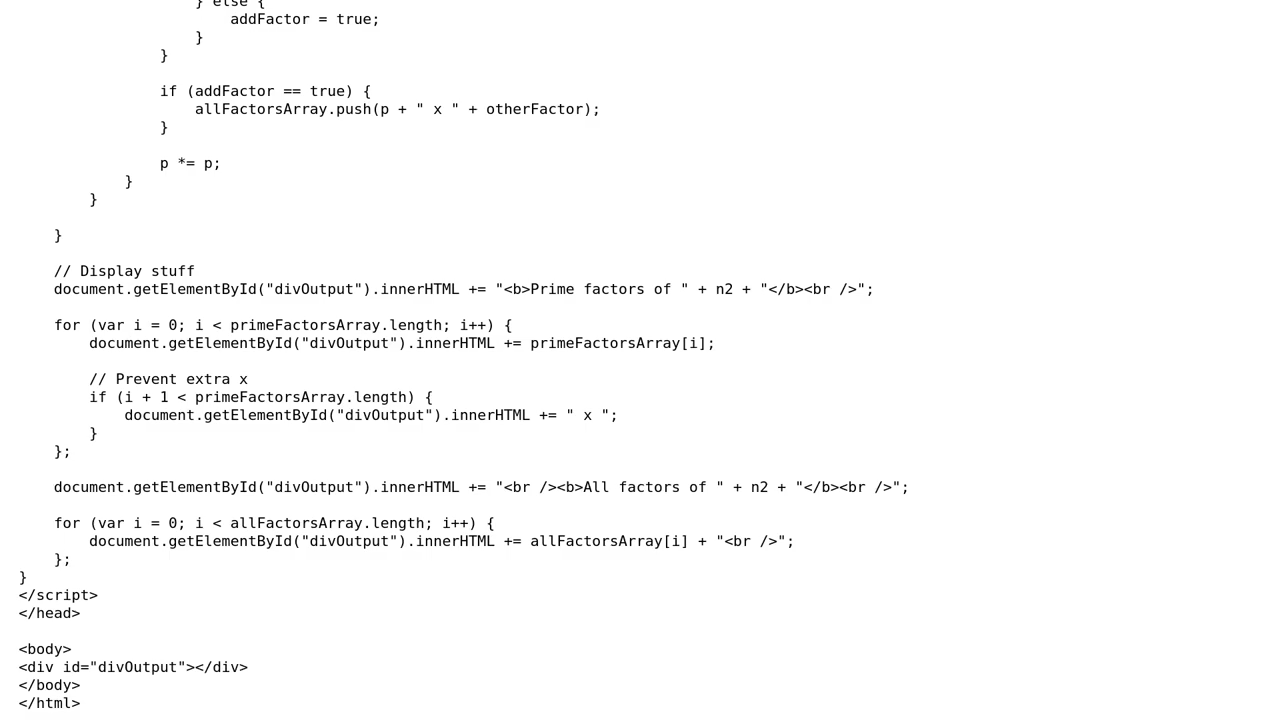 } else {
addFactor = true;
}
}
if (addFactor == true) {
allFactorsArray.push(p + " x " + otherFactor);
}
p *= p;
}
}
}
// Display stuff
document.getElementById("divOutput").innerHTML += "<b>Prime factors of " + n2 + "</b><br />";
for (var i = 0; i < primeFactorsArray.length; i++) {
document.getElementById("divOutput").innerHTML += primeFactorsArray[i];
// Prevent extra x
if (i + 1 < primeFactorsArray.length) {
document.getElementById("divOutput").innerHTML += " x ";
}
};
document.getElementById("divOutput").innerHTML += "<br /><b>All factors of " + n2 + "</b><br />";
for (var i = 0; i < allFactorsArray.length; i++) {
document.getElementById("divOutput").innerHTML += allFactorsArray[i] + "<br />";
};
}
</script>
</head>
<body>
<div id="divOutput"></div>
</body>
</html>